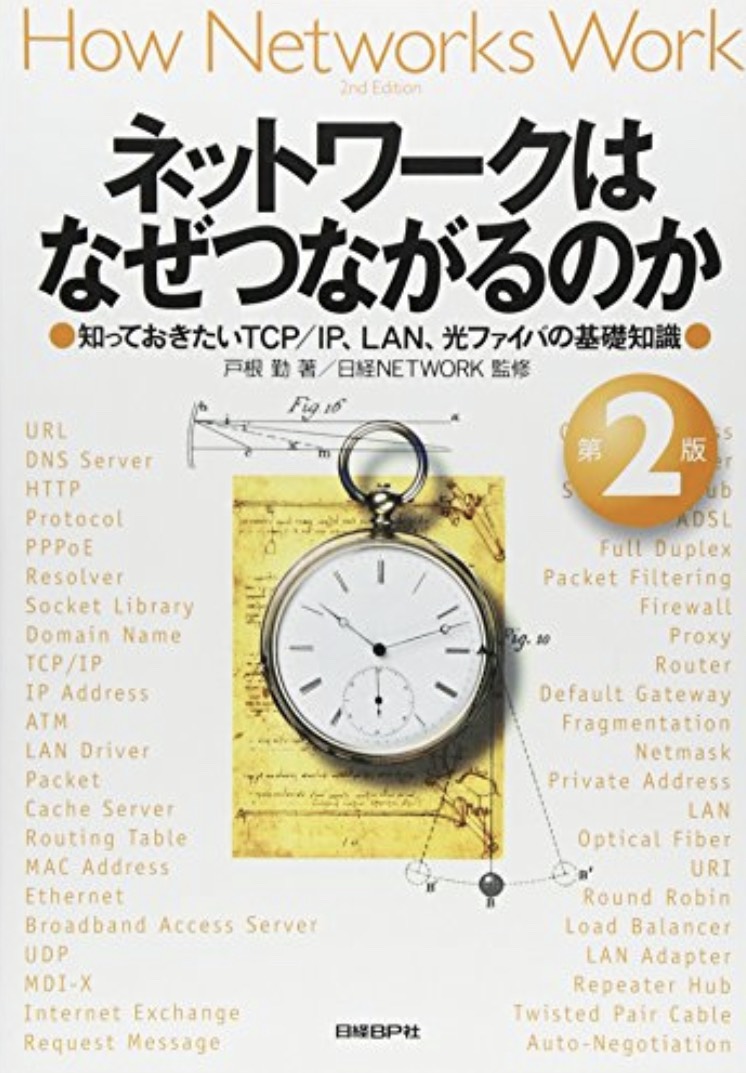 How Networks Work
2nd Edition
ネットワークは
なぜつながるのか
●知っておきたいTCP/IP、LAN、光ファイバの基礎知識●
戸根 勤 著/日経NETWORK 監修
第2版
Fig.16
h
i
a
c
m
URL
DNS Server
HTTP
Protocol
PPPoE
Resolver
Socket Library
Domain Name
TCP/IP
IP Address
ATM
LAN Driver
Packet
Cache Server
Routing Table
MAC Address
Ethernet
Broadband Access Server
UDP
MDI-X
Internet Exchange
Request Message
ADSL
Full Duplex
Packet Filtering
Firewall
Proxy
Router
Default Gateway
Fragmentation
Netmask
Private Address
LAN
Optical Fiber
URI
Round Robin
Load Balancer
LAN Adapter
Repeater Hub
Twisted Pair Cable
Auto-Negotiation
Fig. 10
B
B'
日経BP社